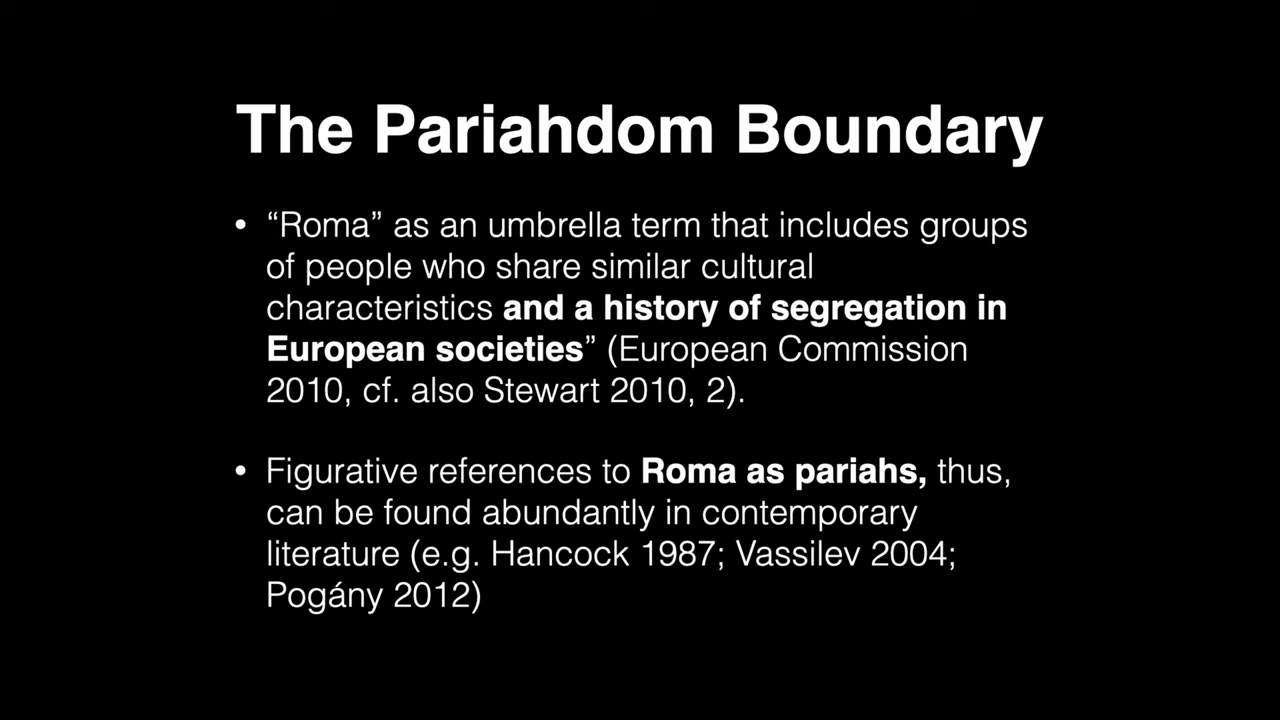 The Pariahdom Boundary
• “Roma” as an umbrella term that includes groups
of people who share similar cultural
characteristics and a history of segregation in
European societies” (European Commission
2010, cf. also Stewart 2010, 2).
• Figurative references to Roma as pariahs, thus,
can be found abundantly in contemporary
literature (e.g. Hancock 1987; Vassilev 2004;
Pogány 2012)